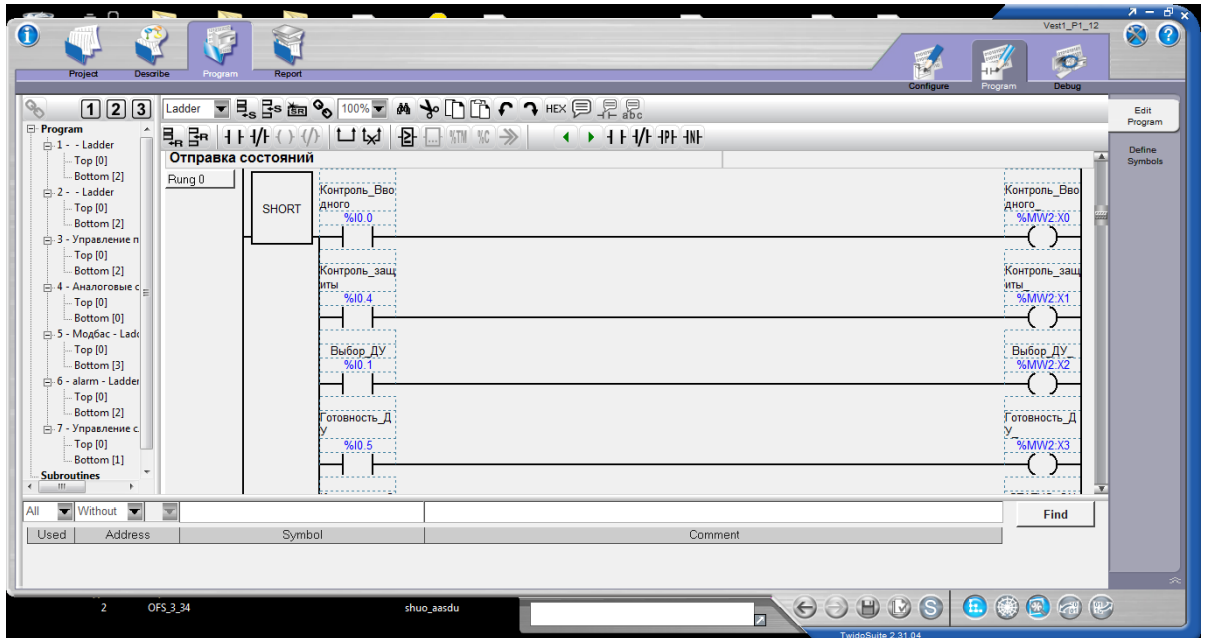 Vest1_P1_12
Project Describe Program Report
Configure Program Debug
1 2 3 Ladder 100% HEX abc
%TM %C
Edit Program
Define Symbols
Program
1 - - Ladder
Top [0]
Bottom [2]
2 - - Ladder
Top [0]
Bottom [2]
3 - Управление п
Top [0]
Bottom [2]
4 - Аналоговые с
Top [0]
Bottom [0]
5 - Модбас - Ladd
Top [0]
Bottom [3]
6 - alarm - Ladder
Top [0]
Bottom [2]
7 - Управление с
Top [0]
Bottom [1]
Subroutines
Отправка состояний
Rung 0
SHORT
Контроль_Вво
дного
%I0.0
Контроль_Вво
дного_
%MW2:X0
Контроль_защ
иты
%I0.4
Контроль_защ
иты_
%MW2:X1
Выбор_ДУ
%I0.1
Выбор_ДУ_
%MW2:X2
Готовность_Д
У
%I0.5
Готовность_Д
У_
%MW2:X3
All Without
Find
Used Address Symbol Comment
2 OFS_3_34 shuo_aasdu
TwidoSuite 2.31.04